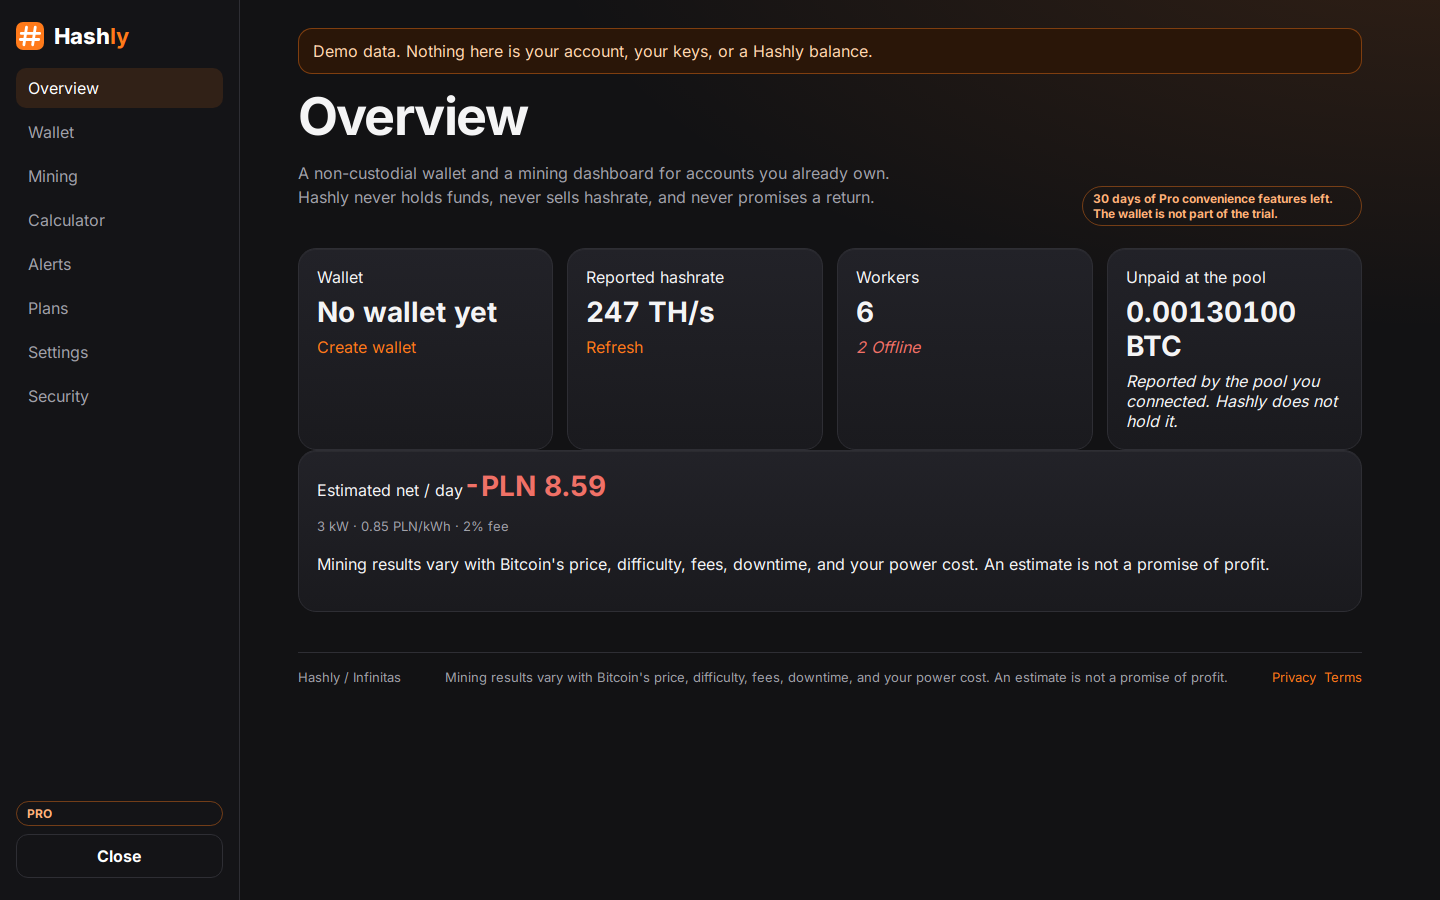 Hashly
Overview
Wallet
Mining
Calculator
Alerts
Plans
Settings
Security
PRO
Close
Demo data. Nothing here is your account, your keys, or a Hashly balance.
Overview
A non-custodial wallet and a mining dashboard for accounts you already own.
Hashly never holds funds, never sells hashrate, and never promises a return.
30 days of Pro convenience features left.
The wallet is not part of the trial.
Wallet
No wallet yet
Create wallet
Reported hashrate
247 TH/s
Refresh
Workers
6
2 Offline
Unpaid at the pool
0.00130100
BTC
Reported by the pool you
connected. Hashly does not
hold it.
Estimated net / day -PLN 8.59
3 kW · 0.85 PLN/kWh · 2% fee
Mining results vary with Bitcoin's price, difficulty, fees, downtime, and your power cost. An estimate is not a promise of profit.
Hashly / Infinitas
Mining results vary with Bitcoin's price, difficulty, fees, downtime, and your power cost. An estimate is not a promise of profit.
Privacy Terms